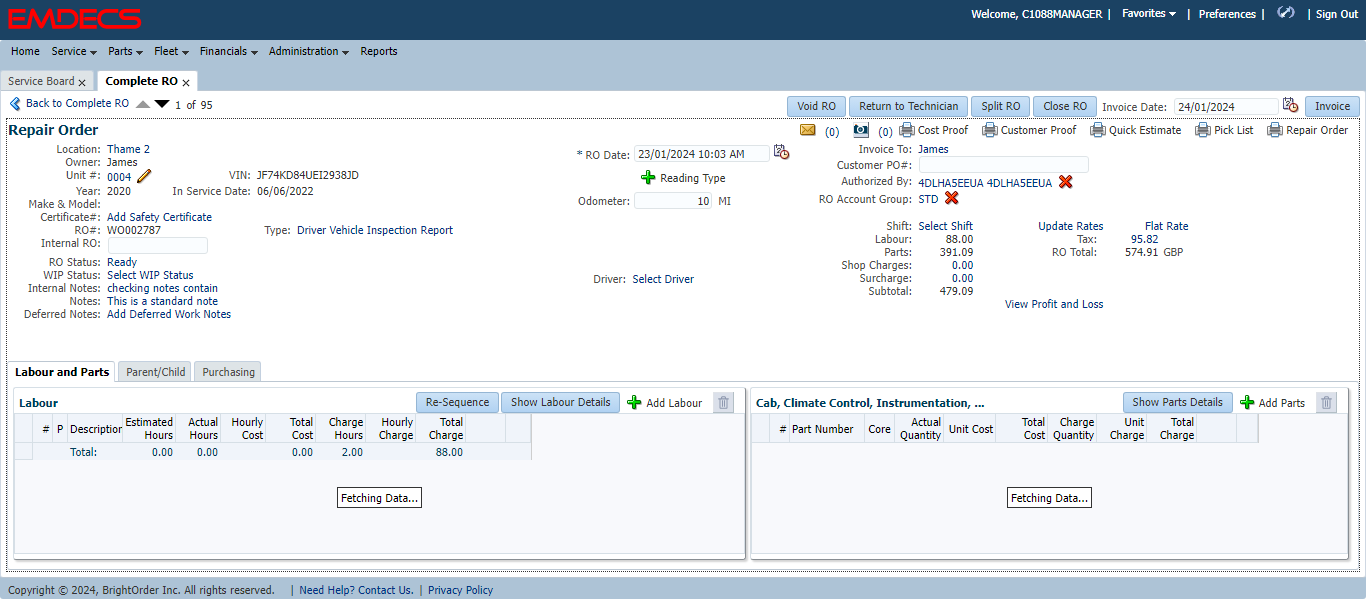 EMDECS
Welcome, C1088MANAGER | Favorites | Preferences | | Sign Out
Home Service Parts Fleet Financials Administration Reports
Service Board x Complete RO x
Back to Complete RO 1 of 95
Void RO Return to Technician Split RO Close RO Invoice Date: 24/01/2024 Invoice
Repair Order
(0) (0) Cost Proof Customer Proof Quick Estimate Pick List Repair Order
Location: Thame 2
Owner: James
Unit #: 0004 VIN: JF74KD84UEI2938JD
Year: 2020 In Service Date: 06/06/2022
Make & Model:
Certificate#: Add Safety Certificate
RO#: WO002787 Type: Driver Vehicle Inspection Report
Internal RO:
RO Status: Ready
WIP Status: Select WIP Status
Internal Notes: checking notes contain
Notes: This is a standard note
Deferred Notes: Add Deferred Work Notes
* RO Date: 23/01/2024 10:03 AM
Reading Type
Odometer: 10 MI
Driver: Select Driver
Invoice To: James
Customer PO#:
Authorized By: 4DLHA5EEUA 4DLHA5EEUA
RO Account Group: STD
Shift: Select Shift Update Rates Flat Rate
Labour: 88.00 Tax: 95.82
Parts: 391.09 RO Total: 574.91 GBP
Shop Charges: 0.00
Surcharge: 0.00
Subtotal: 479.09
View Profit and Loss
Labour and Parts Parent/Child Purchasing
Labour Re-Sequence Show Labour Details Add Labour
# P Description Estimated Hours Actual Hours Hourly Cost Total Cost Charge Hours Hourly Charge Total Charge
Total: 0.00 0.00 0.00 2.00 88.00
Fetching Data...
Cab, Climate Control, Instrumentation, ... Show Parts Details Add Parts
# Part Number Core Actual Quantity Unit Cost Total Cost Charge Quantity Unit Charge Total Charge
Fetching Data...
Copyright © 2024, BrightOrder Inc. All rights reserved. | Need Help? Contact Us. | Privacy Policy